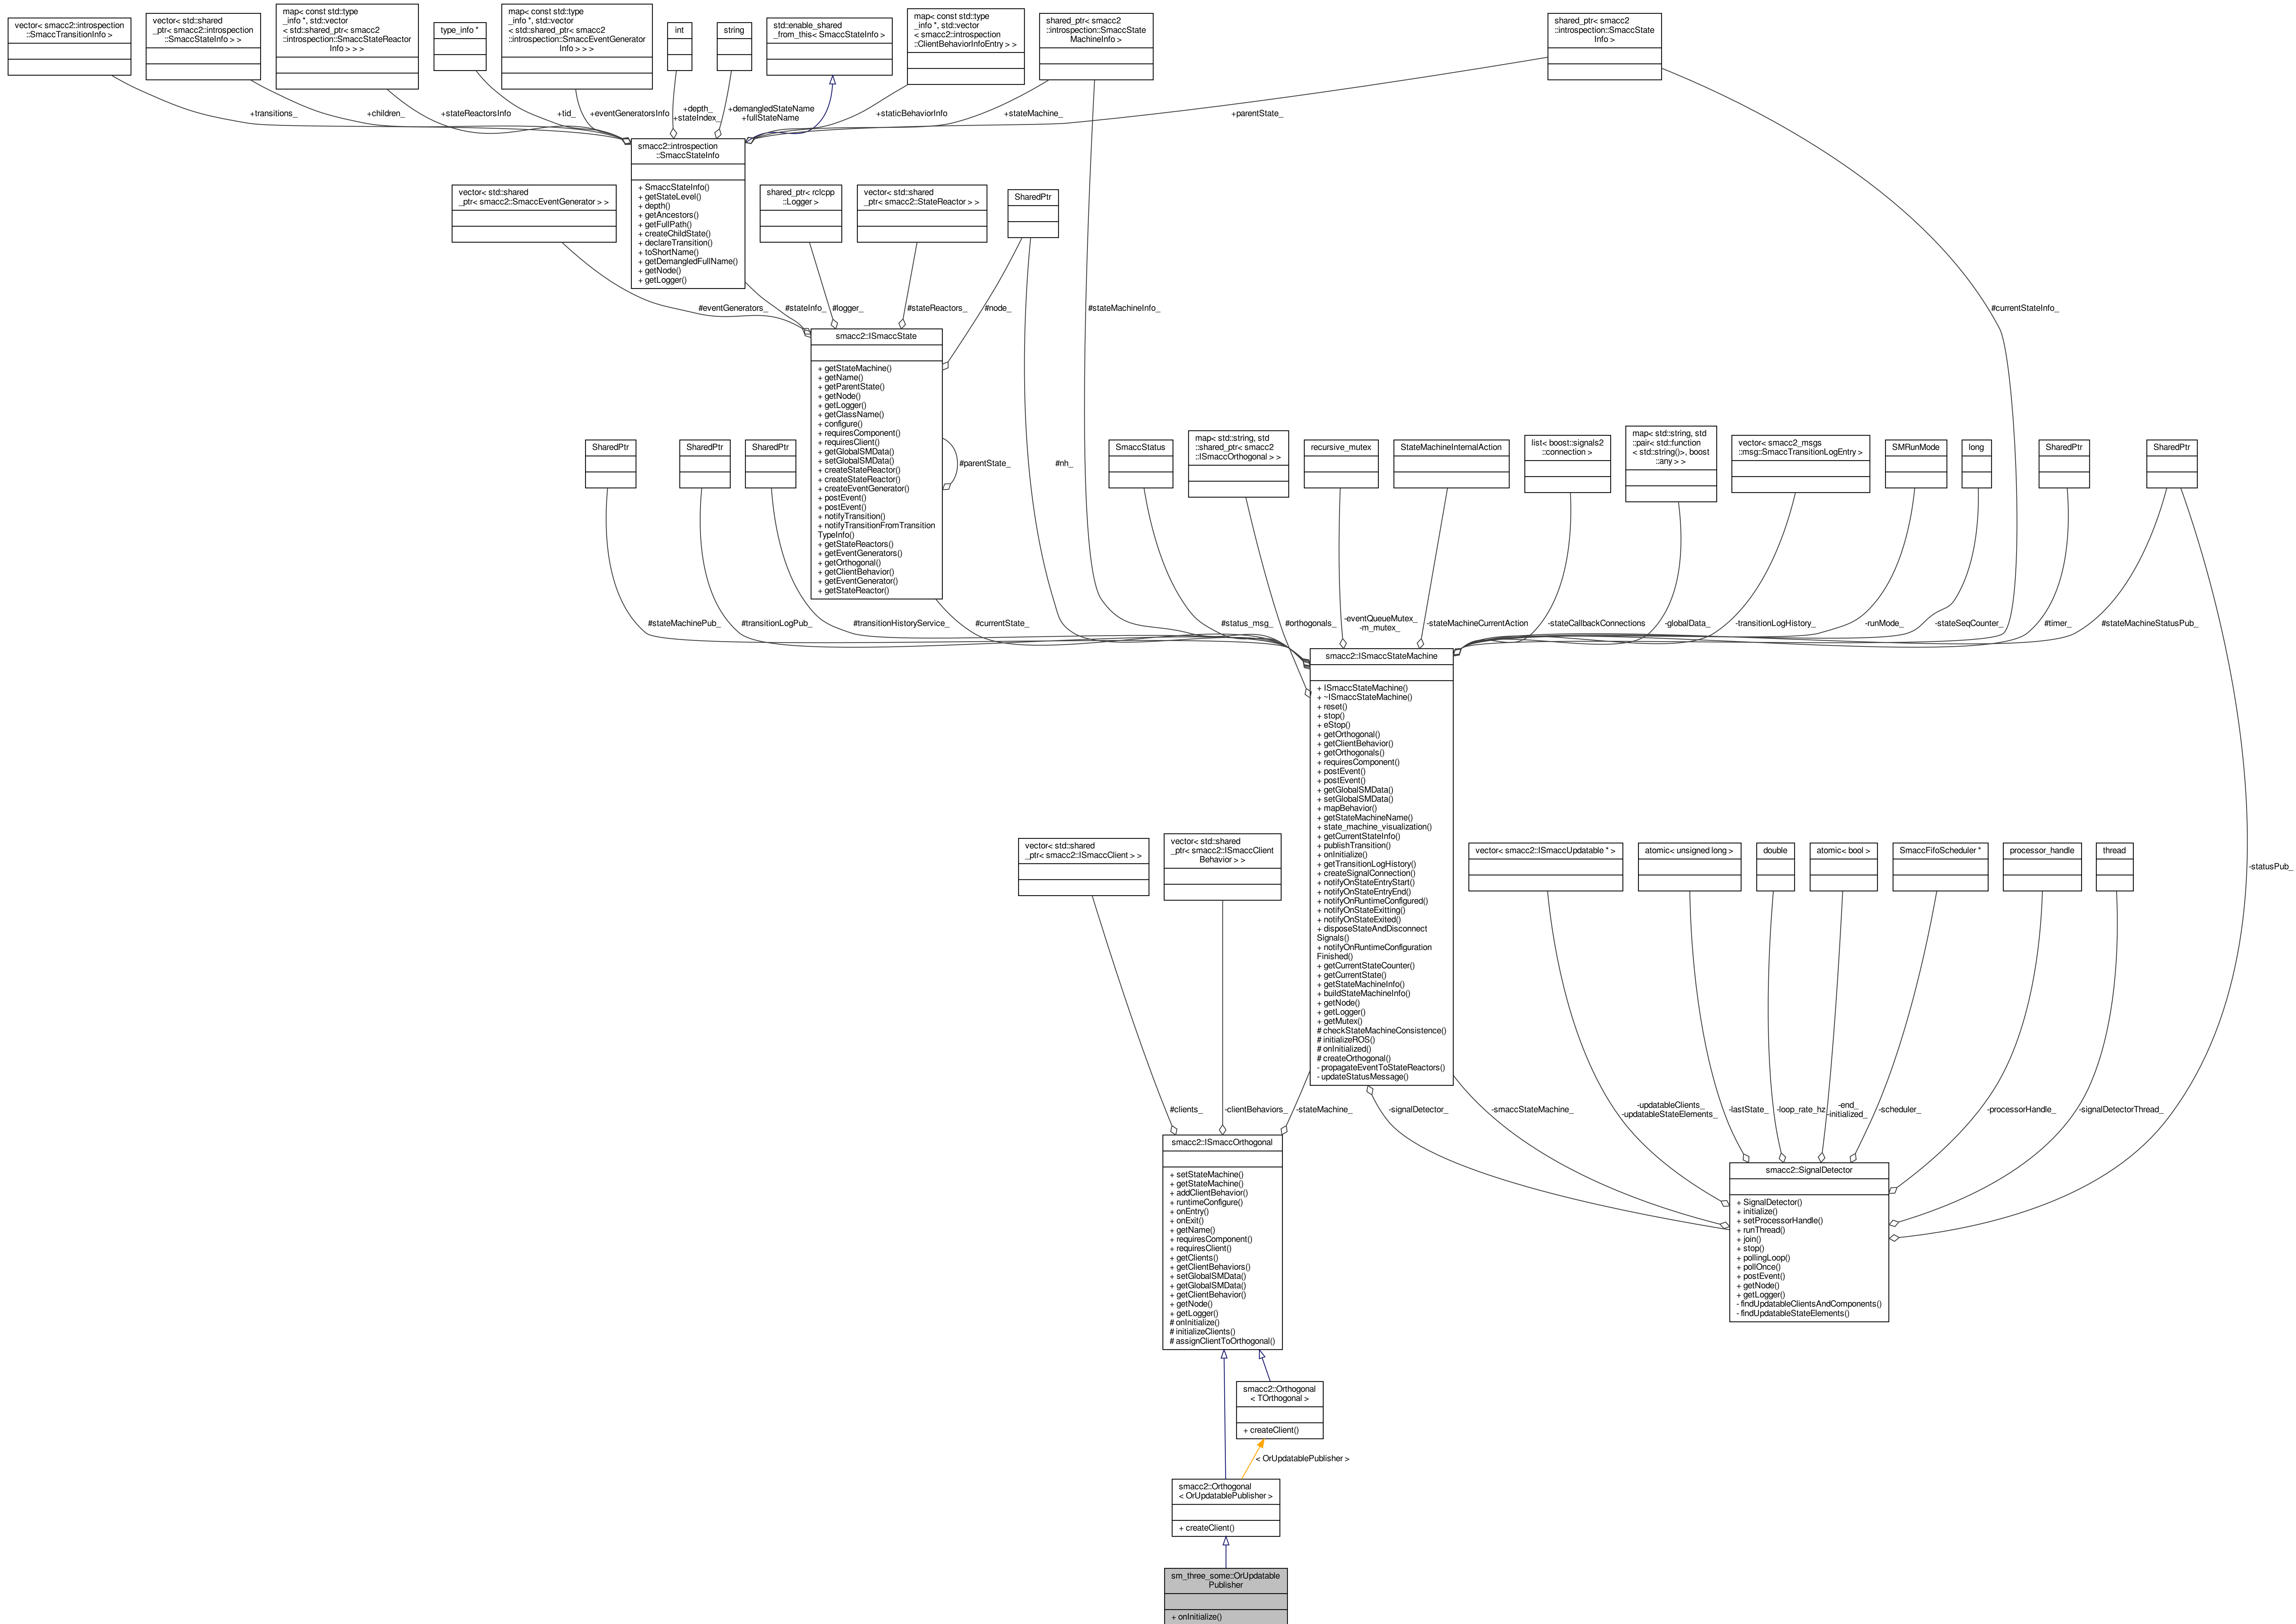 vector< smacc2::introspection
::SmaccTransitionInfo >
vector< std::shared
_ptr< smacc2::introspection
::SmaccStateInfo > >
map< const std::type
_info *, std::vector
< std::shared_ptr< smacc2
::introspection::SmaccStateReactor
Info > > >
type_info *
map< const std::type
_info *, std::vector
< std::shared_ptr< smacc2
::introspection::SmaccEventGenerator
Info > > >
int
string
std::enable_shared
_from_this< SmaccStateInfo >
map< const std::type
_info *, std::vector
< smacc2::introspection
::ClientBehaviorInfoEntry > >
shared_ptr< smacc2
::introspection::SmaccState
MachineInfo >
shared_ptr< smacc2
::introspection::SmaccState
Info >
+transitions_
+children_
+stateReactorsInfo
+tid_
+eventGeneratorsInfo
+depth_
+stateIndex_
+demangledStateName
+fullStateName
+staticBehaviorInfo
+stateMachine_
+parentState_
smacc2::introspection
::SmaccStateInfo
+ SmaccStateInfo()
+ getStateLevel()
+ depth()
+ getAncestors()
+ getFullPath()
+ createChildState()
+ declareTransition()
+ toShortName()
+ getDemangledFullName()
+ getNode()
+ getLogger()
vector< std::shared
_ptr< smacc2::SmaccEventGenerator > >
shared_ptr< rclcpp
::Logger >
vector< std::shared
_ptr< smacc2::StateReactor > >
SharedPtr
#eventGenerators_
#stateInfo_
#logger_
#stateReactors_
#node_
#stateMachineInfo_
#currentStateInfo_
smacc2::ISmaccState
+ getStateMachine()
+ getName()
+ getParentState()
+ getNode()
+ getLogger()
+ getClassName()
+ configure()
+ requiresComponent()
+ requiresClient()
+ getGlobalSMData()
+ setGlobalSMData()
+ createStateReactor()
+ createStateReactor()
+ createEventGenerator()
+ postEvent()
+ postEvent()
+ notifyTransition()
+ notifyTransitionFromTransition
TypeInfo()
+ getStateReactors()
+ getEventGenerators()
+ getOrthogonal()
+ getClientBehavior()
+ getEventGenerator()
+ getStateReactor()
#parentState_
#nh_
SharedPtr
SharedPtr
SharedPtr
SmaccStatus
map< std::string, std
::shared_ptr< smacc2
::ISmaccOrthogonal > >
recursive_mutex
StateMachineInternalAction
list< boost::signals2
::connection >
map< std::string, std
::pair< std::function
< std::string()>, boost
::any > >
vector< smacc2_msgs
::msg::SmaccTransitionLogEntry >
SMRunMode
long
SharedPtr
SharedPtr
#stateMachinePub_
#transitionLogPub_
#transitionHistoryService_
#currentState_
#status_msg_
#orthogonals_
-eventQueueMutex_
-m_mutex_
-stateMachineCurrentAction
-stateCallbackConnections
-globalData_
-transitionLogHistory_
-runMode_
-stateSeqCounter_
#timer_
#stateMachineStatusPub_
smacc2::ISmaccStateMachine
+ ISmaccStateMachine()
+ ~ISmaccStateMachine()
+ reset()
+ stop()
+ eStop()
+ getOrthogonal()
+ getClientBehavior()
+ getOrthogonals()
+ requiresComponent()
+ postEvent()
+ postEvent()
+ getGlobalSMData()
+ setGlobalSMData()
+ mapBehavior()
+ getStateMachineName()
+ state_machine_visualization()
+ getCurrentStateInfo()
+ publishTransition()
+ onInitialize()
+ getTransitionLogHistory()
+ createSignalConnection()
+ notifyOnStateEntryStart()
+ notifyOnStateEntryEnd()
+ notifyOnRuntimeConfigured()
+ notifyOnStateExitting()
+ notifyOnStateExited()
+ disposeStateAndDisconnect
Signals()
+ notifyOnRuntimeConfiguration
Finished()
+ getCurrentStateCounter()
+ getCurrentState()
+ getStateMachineInfo()
+ buildStateMachineInfo()
+ getNode()
+ getLogger()
+ getMutex()
# checkStateMachineConsistence()
# initializeROS()
# onInitialized()
# createOrthogonal()
- propagateEventToStateReactors()
- updateStatusMessage()
vector< std::shared
_ptr< smacc2::ISmaccClient > >
vector< std::shared
_ptr< smacc2::ISmaccClient
Behavior > >
vector< smacc2::ISmaccUpdatable * >
atomic< unsigned long >
double
atomic< bool >
SmaccFifoScheduler *
processor_handle
thread
-statusPub_
#clients_
-clientBehaviors_
-stateMachine_
-signalDetector_
-smaccStateMachine_
-updatableClients_
-updatableStateElements_
-lastState_
-loop_rate_hz
-end_
-initialized_
-scheduler_
-processorHandle_
-signalDetectorThread_
smacc2::ISmaccOrthogonal
+ setStateMachine()
+ getStateMachine()
+ addClientBehavior()
+ runtimeConfigure()
+ onEntry()
+ onExit()
+ getName()
+ requiresComponent()
+ requiresClient()
+ getClients()
+ getClientBehaviors()
+ setGlobalSMData()
+ getGlobalSMData()
+ getClientBehavior()
+ getNode()
+ getLogger()
# onInitialize()
# initializeClients()
# assignClientToOrthogonal()
smacc2::SignalDetector
+ SignalDetector()
+ initialize()
+ setProcessorHandle()
+ runThread()
+ join()
+ stop()
+ pollingLoop()
+ pollOnce()
+ postEvent()
+ getNode()
+ getLogger()
- findUpdatableClientsAndComponents()
- findUpdatableStateElements()
smacc2::Orthogonal
< TOrthogonal >
+ createClient()
< OrUpdatablePublisher >
smacc2::Orthogonal
< OrUpdatablePublisher >
+ createClient()
sm_three_some::OrUpdatable
Publisher
+ onInitialize()